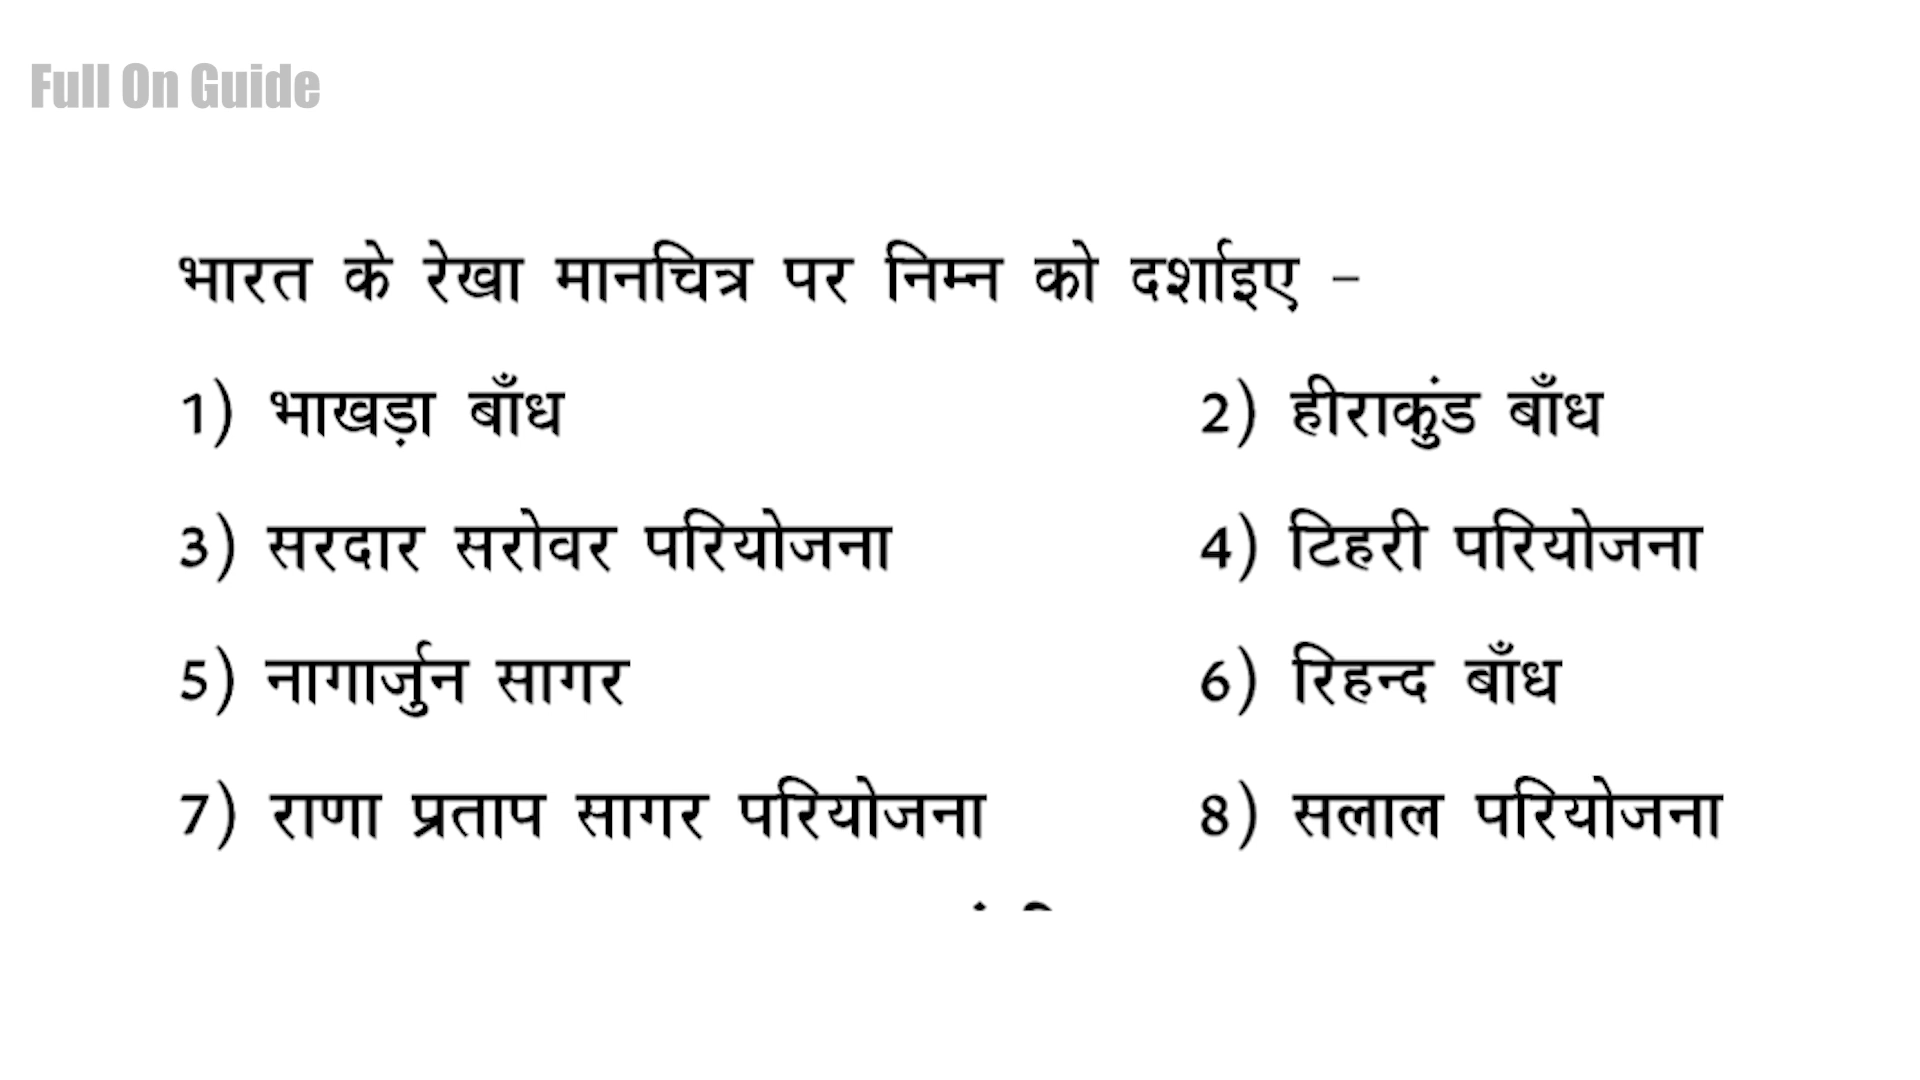 Full On Guide
भारत के रेखा मानचित्र पर निम्न को दर्शाइए -
1) भाखड़ा बाँध 2) हीराकुंड बाँध
3) सरदार सरोवर परियोजना 4) टिहरी परियोजना
5) नागार्जुन सागर 6) रिहन्द बाँध
7) राणा प्रताप सागर परियोजना 8) सलाल परियोजना